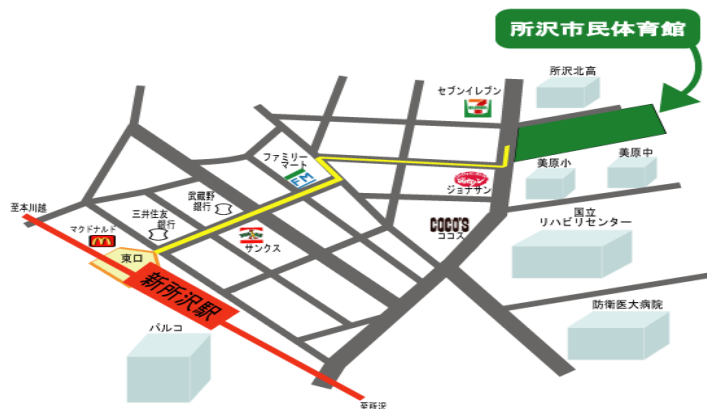 所沢市民体育館
所沢北高
セブンイレブン
ファミリー
マート
美原小
美原中
ジョナサン
武蔵野
銀行
三井住友
銀行
至本川越
マクドナルド
サンクス
COCO'S
ココス
国立
リハビリセンター
東口
新所沢駅
防衛医大病院
パルコ
至所沢